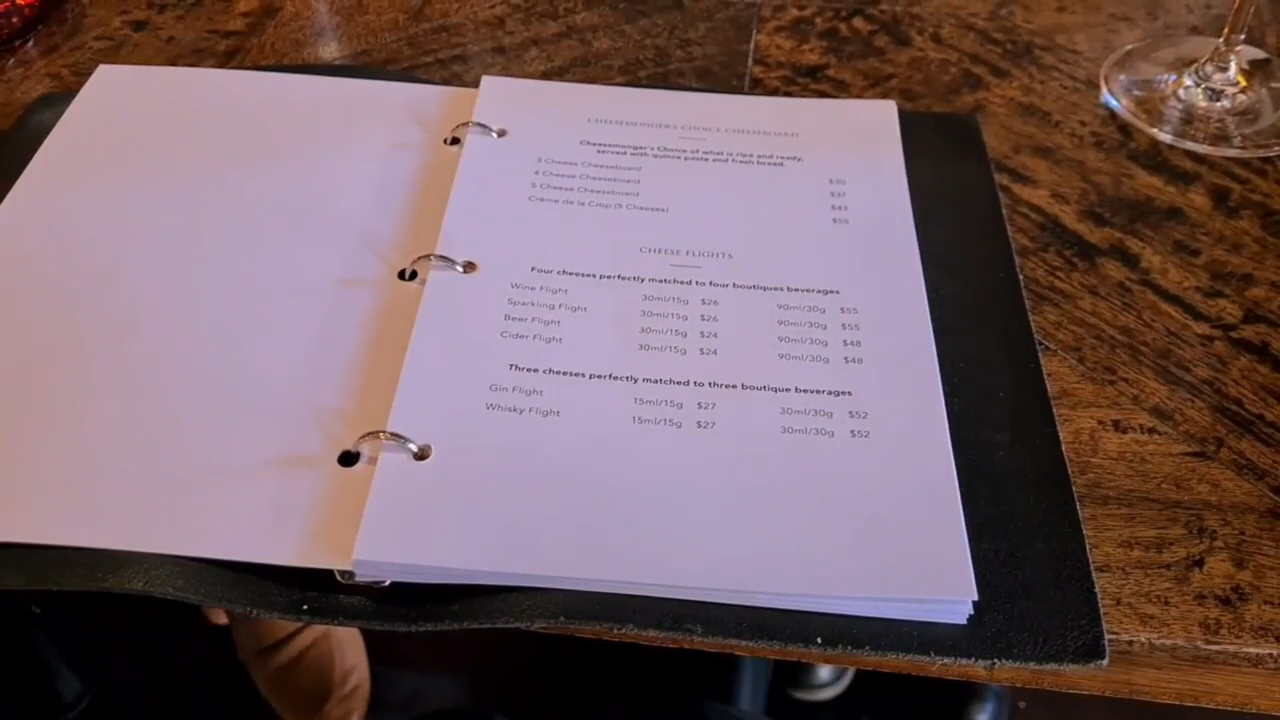 CHEESEMONGER'S CHOICE CHEESEBOARD
Cheesemonger's Choice of what is ripe and ready,
served with quince paste and fresh bread.
3 Cheese Cheeseboard $30
4 Cheese Cheeseboard $37
5 Cheese Cheeseboard $43
Crème de la Crop (5 Cheeses) $55
CHEESE FLIGHTS
Four cheeses perfectly matched to four boutiques beverages
Wine Flight 30ml/15g $26 90ml/30g $55
Sparkling Flight 30ml/15g $26 90ml/30g $55
Beer Flight 30ml/15g $24 90ml/30g $48
Cider Flight 30ml/15g $24 90ml/30g $48
Three cheeses perfectly matched to three boutique beverages
Gin Flight 15ml/15g $27 30ml/30g $52
Whisky Flight 15ml/15g $27 30ml/30g $52